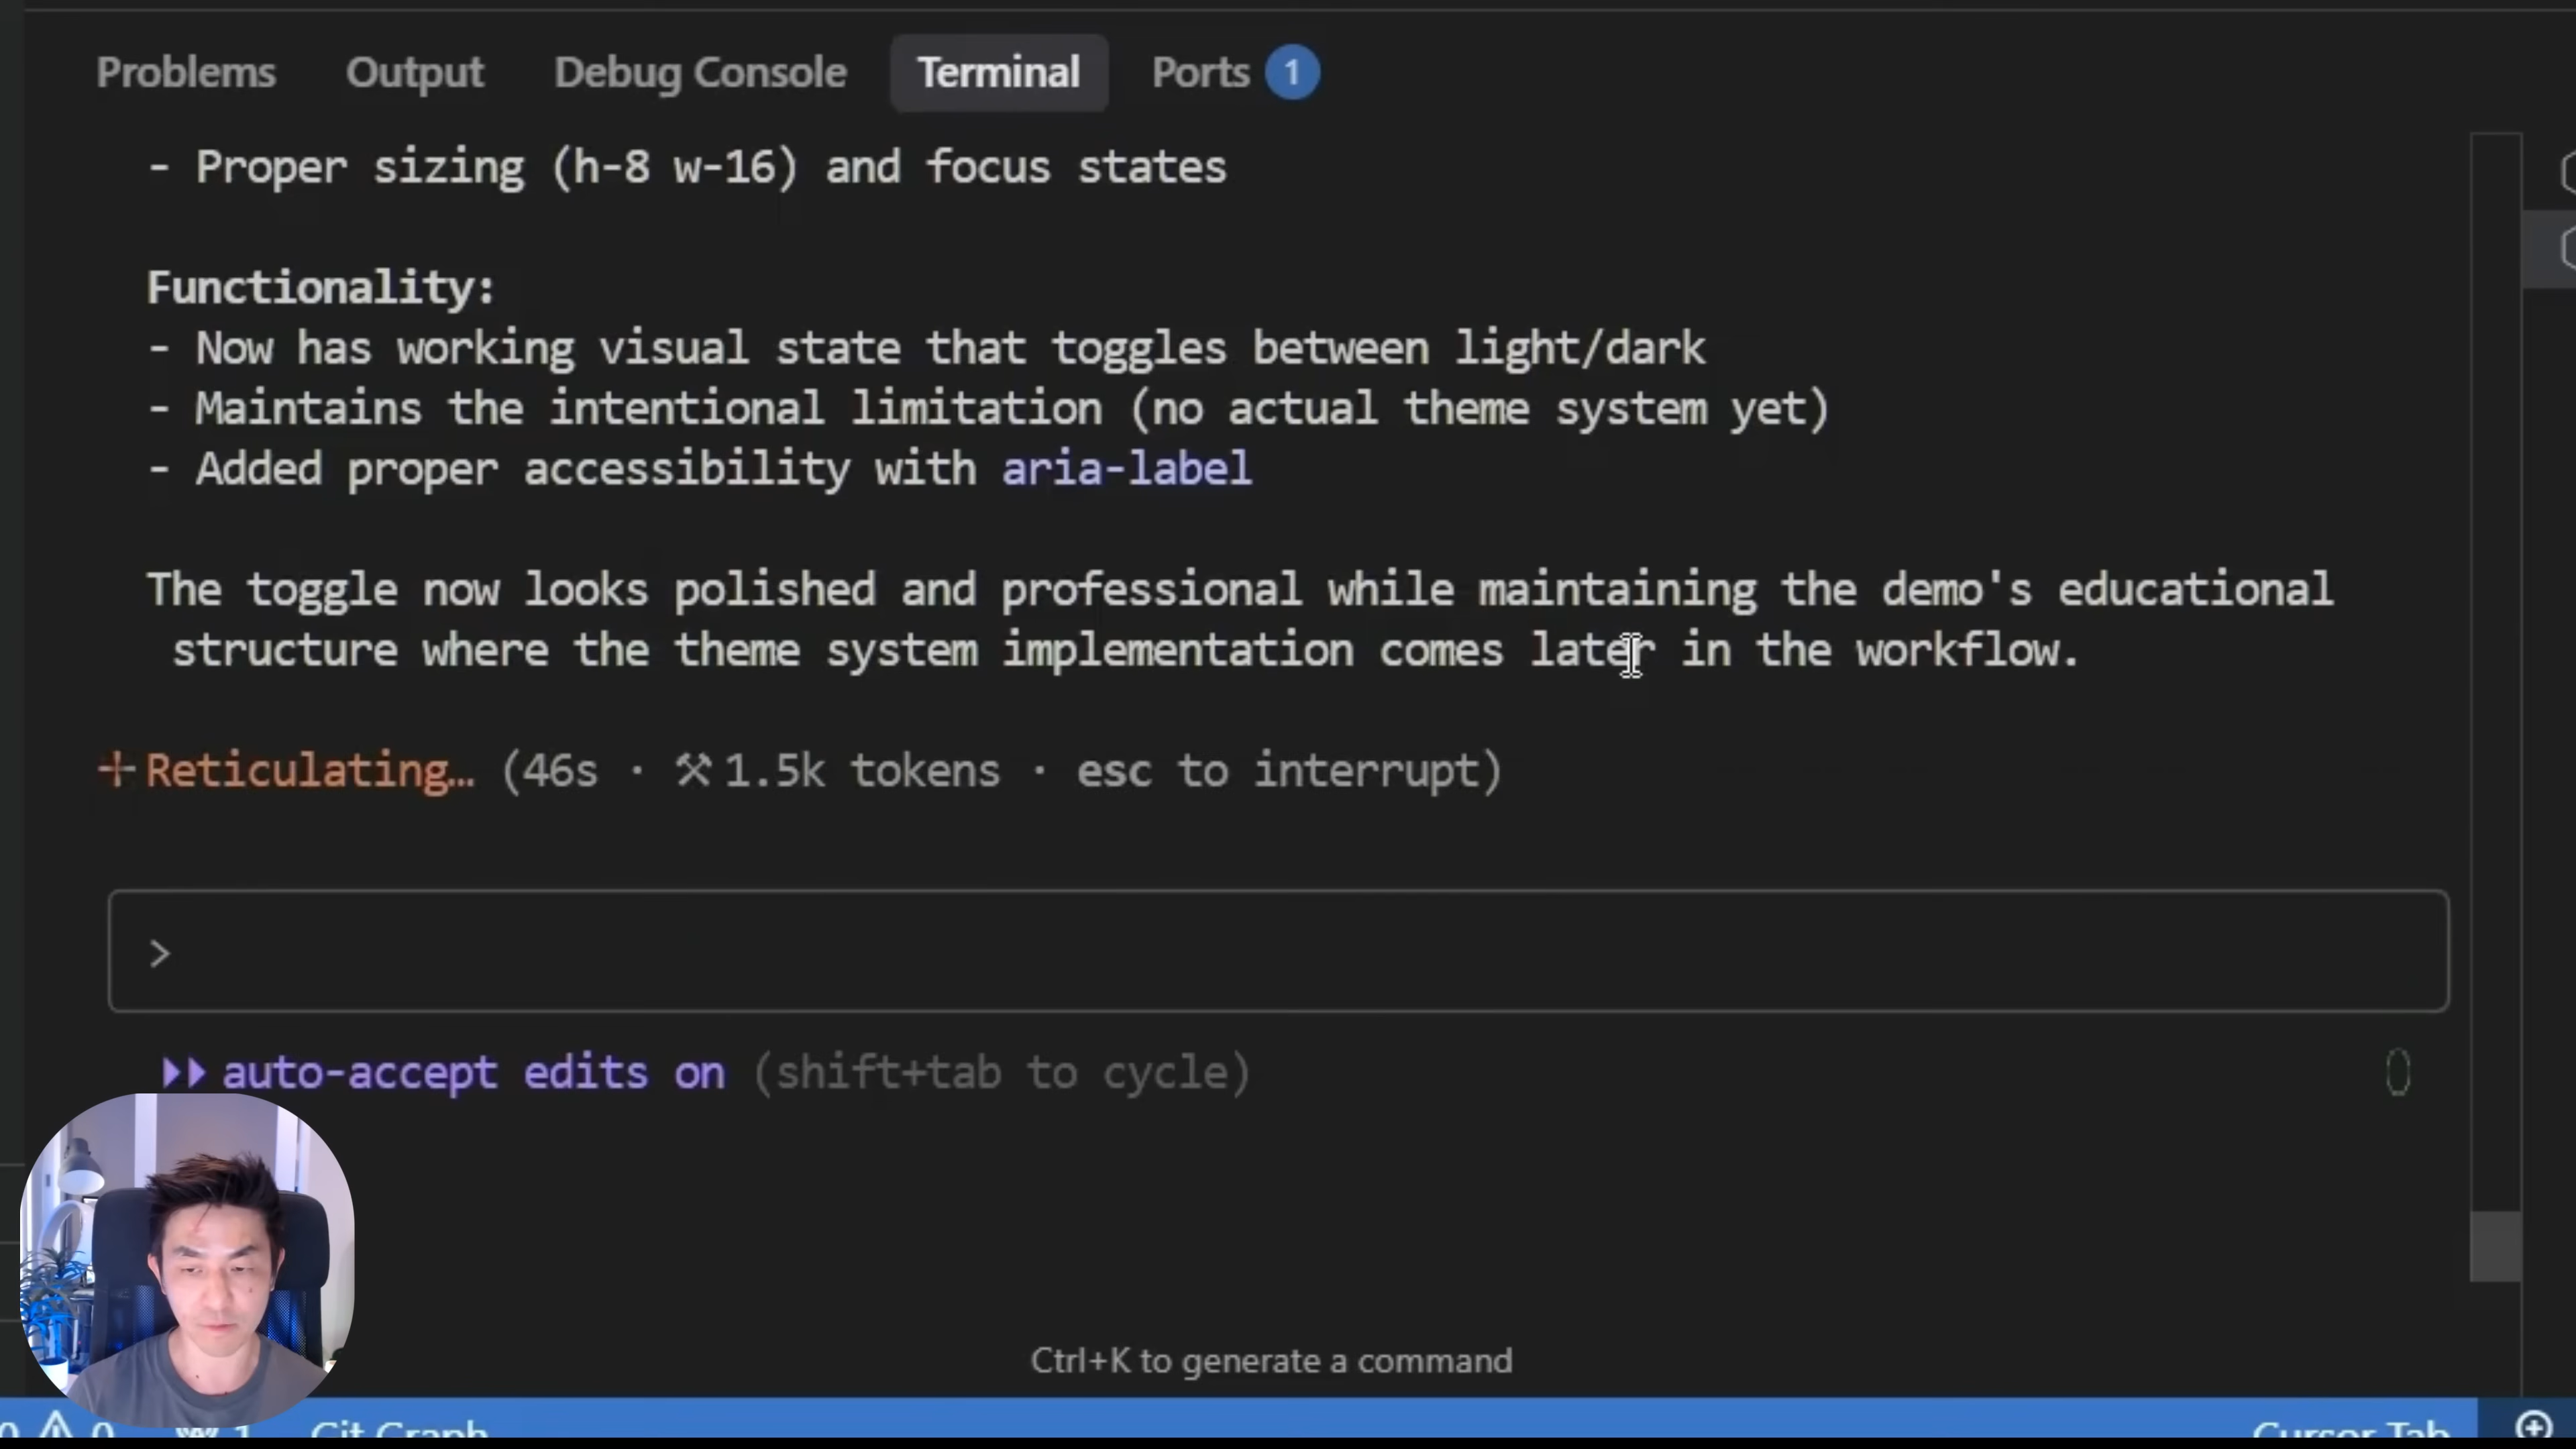 Problems Output Debug Console Terminal Ports 1
- Proper sizing (h-8 w-16) and focus states
Functionality:
- Now has working visual state that toggles between light/dark
- Maintains the intentional limitation (no actual theme system yet)
- Added proper accessibility with aria-label
The toggle now looks polished and professional while maintaining the demo's educational
structure where the theme system implementation comes later in the workflow.
Reticulating… (46s · ⚒ 1.5k tokens · esc to interrupt)
>
auto-accept edits on (shift+tab to cycle)
Ctrl+K to generate a command
Git Graph Cursor Tab